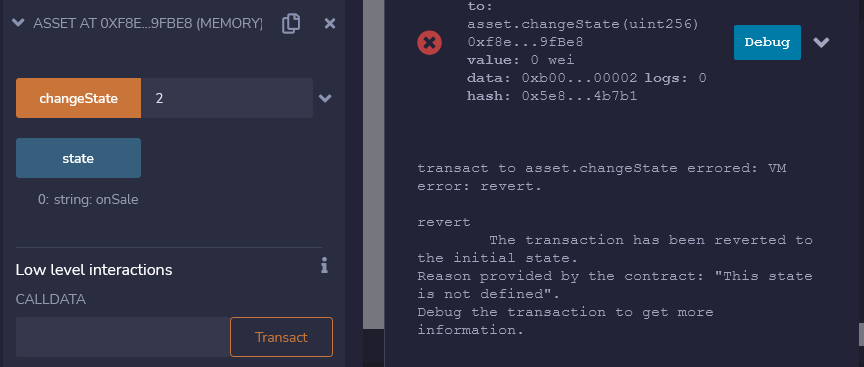 ASSET AT 0XF8E...9FBE8 (MEMORY)
changeState
2
state
0: string: onSale
Low level interactions
i
CALLDATA
Transact
to:
asset.changeState(uint256)
0xf8e...9fBe8
value: 0 wei
data: 0xb00...00002 logs: 0
hash: 0x5e8...4b7b1
Debug
transact to asset.changeState errored: VM
error: revert.
revert
The transaction has been reverted to
the initial state.
Reason provided by the contract: "This state
is not defined".
Debug the transaction to get more
information.